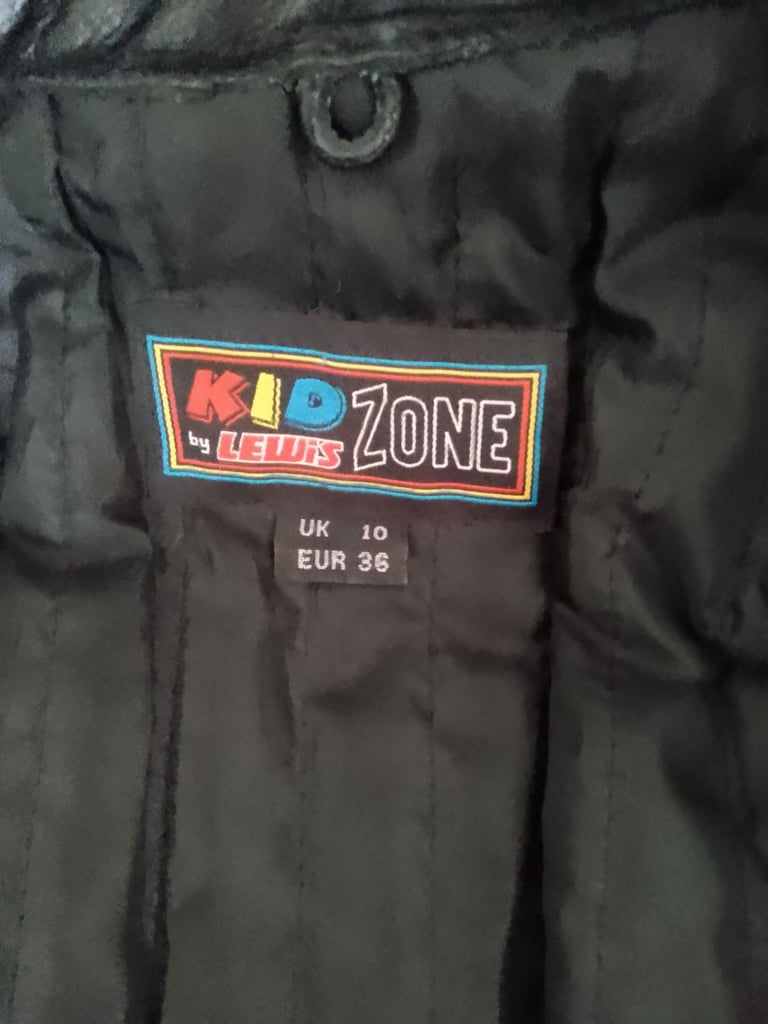 KID ZONE
by LEWiS
UK 10
EUR 36